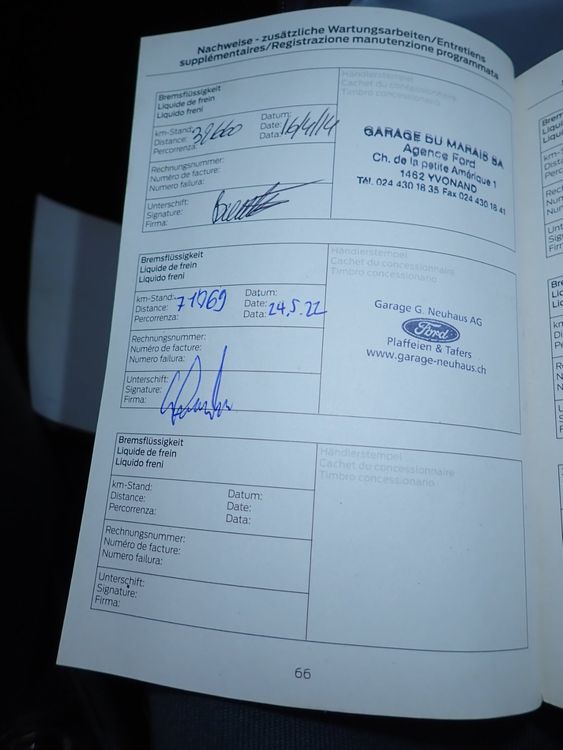 Nachweise - zusätzliche Wartungsarbeiten/Entretiens
supplémentaires/Registrazione manutenzione programmata
Bremsflüssigkeit
Liquide de frein
Liquido freni
km-Stand:
Distance: 38660
Percorrenza:
Datum:
Date: 16/4/14
Data:
Rechnungsnummer:
Numéro de facture:
Numero failura:
Unterschift:
Signature:
Firma:
Händlerstempel
Cachet du concessionnaire
Timbro concessionario
GARAGE DU MARAIS SA
Agence Ford
Ch. de la petite Amérique 1
1462 YVONAND
Tél. 024 430 18 35 Fax 024 430 18 41
Bremsflüssigkeit
Liquide de frein
Liquido freni
km-Stand:
Distance: 71069
Percorrenza:
Datum:
Date: 24.5.22
Data:
Rechnungsnummer:
Numéro de facture:
Numero failura:
Unterschift:
Signature:
Firma:
Händlerstempel
Cachet du concessionnaire
Timbro concessionario
Garage G. Neuhaus AG
Ford
Plaffeien & Tafers
www.garage-neuhaus.ch
Bremsflüssigkeit
Liquide de frein
Liquido freni
km-Stand:
Distance:
Percorrenza:
Datum:
Date:
Data:
Rechnungsnummer:
Numéro de facture:
Numero failura:
Unterschift:
Signature:
Firma:
Händlerstempel
Cachet du concessionnaire
Timbro concessionario
66